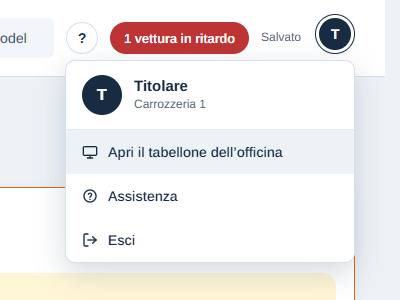 odel
?
1 vettura in ritardo
Salvato
T
T
Titolare
Carrozzeria 1
Apri il tabellone dell’officina
Assistenza
Esci